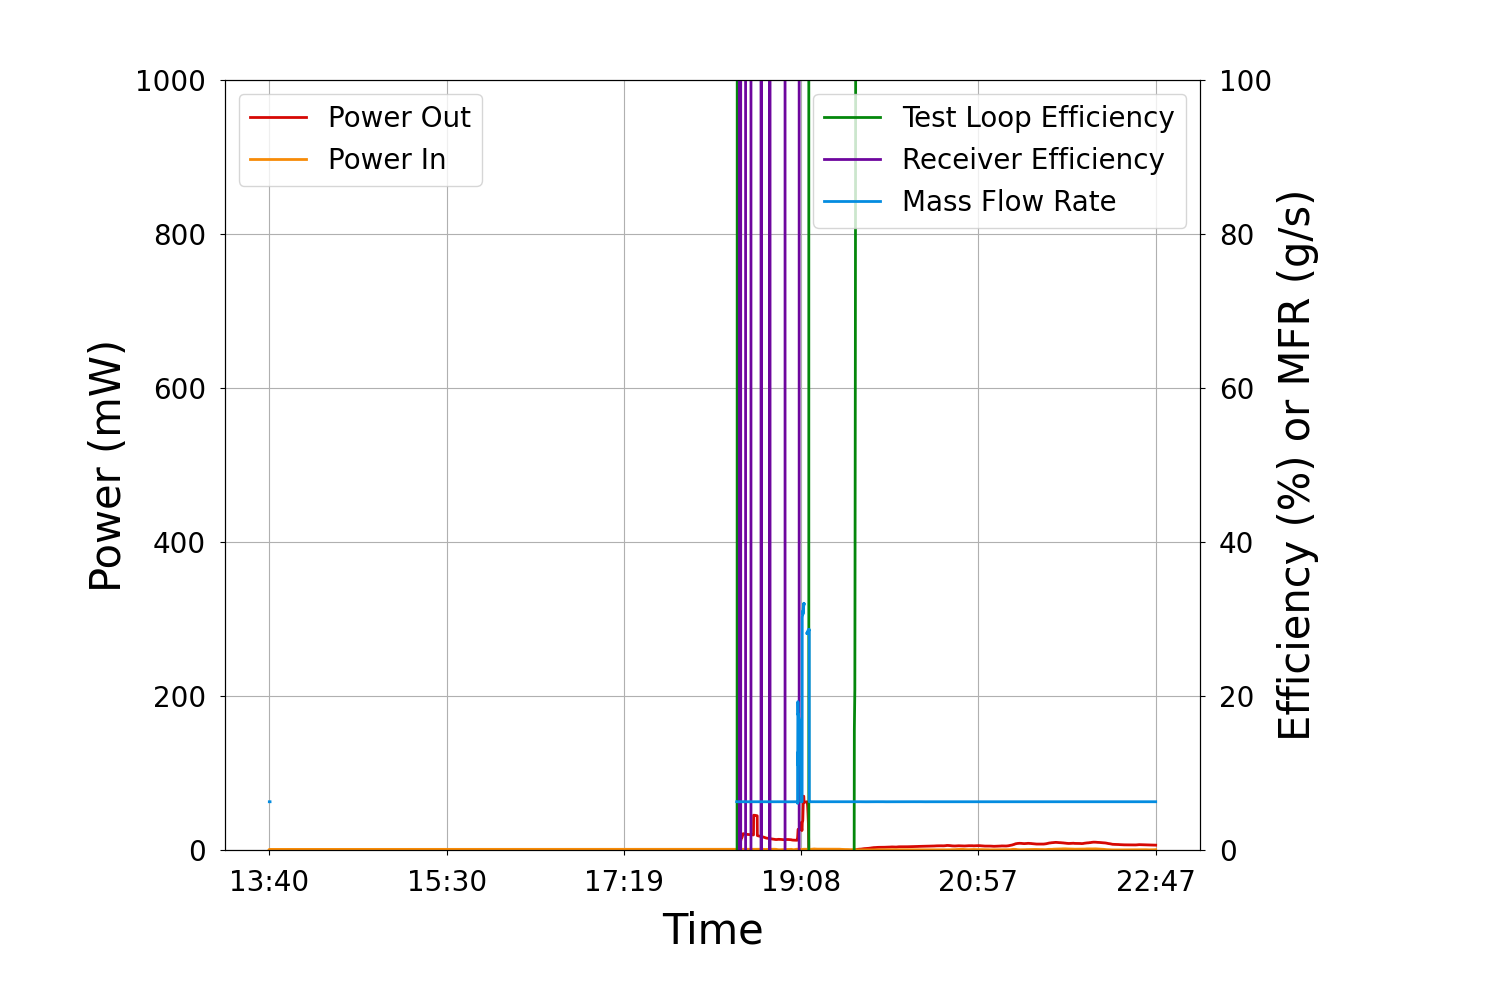 1000
800
600
400
200
0
Power (mW)
Power Out
Power In
Test Loop Efficiency
Receiver Efficiency
Mass Flow Rate
100
80
60
40
20
0
Efficiency (%) or MFR (g/s)
13:40 15:30 17:19 19:08 20:57 22:47
Time